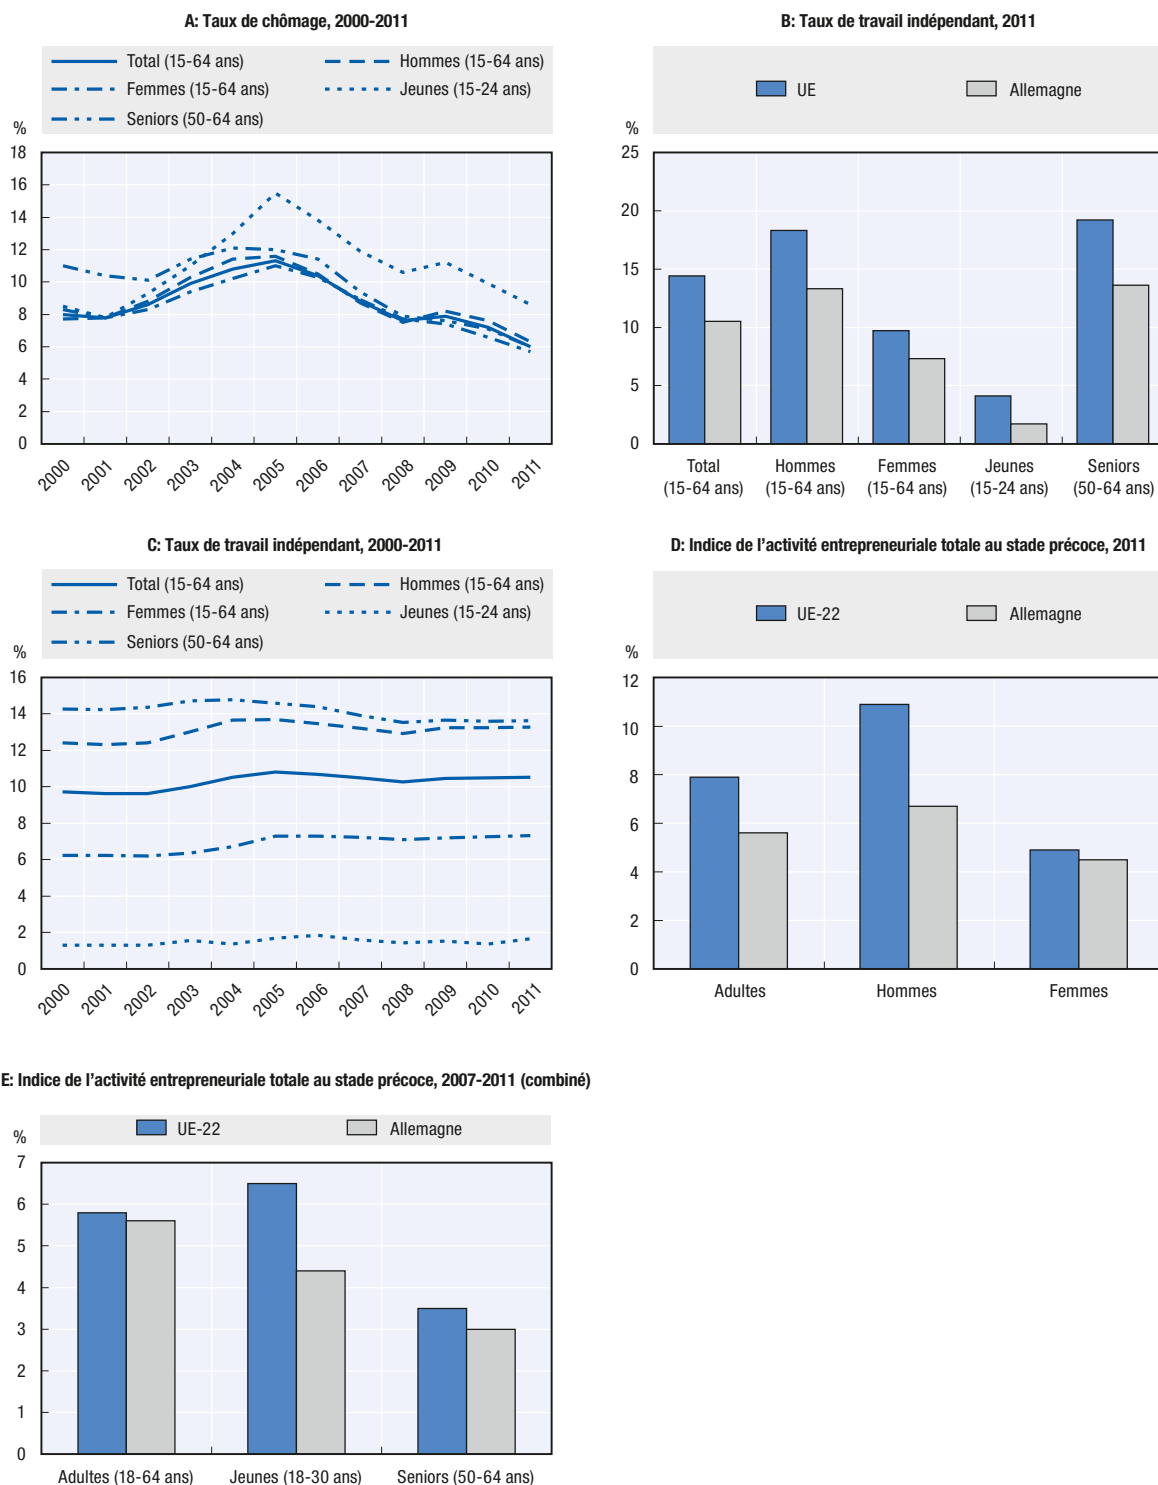 A: Taux de chômage, 2000-2011
Total (15-64 ans)
Hommes (15-64 ans)
Femmes (15-64 ans)
Jeunes (15-24 ans)
Seniors (50-64 ans)
%
18
16
14
12
10
8
6
4
2
0
2000
2001
2002
2003
2004
2005
2006
2007
2008
2009
2010
2011
B: Taux de travail indépendant, 2011
UE
Allemagne
%
25
20
15
10
5
0
Total
(15-64 ans)
Hommes
(15-64 ans)
Femmes
(15-64 ans)
Jeunes
(15-24 ans)
Seniors
(50-64 ans)
C: Taux de travail indépendant, 2000-2011
Total (15-64 ans)
Hommes (15-64 ans)
Femmes (15-64 ans)
Jeunes (15-24 ans)
Seniors (50-64 ans)
%
16
14
12
10
8
6
4
2
0
2000
2001
2002
2003
2004
2005
2006
2007
2008
2009
2010
2011
D: Indice de l’activité entrepreneuriale totale au stade précoce, 2011
UE-22
Allemagne
%
12
10
8
6
4
2
0
Adultes
Hommes
Femmes
E: Indice de l’activité entrepreneuriale totale au stade précoce, 2007-2011 (combiné)
UE-22
Allemagne
%
7
6
5
4
3
2
1
0
Adultes (18-64 ans)
Jeunes (18-30 ans)
Seniors (50-64 ans)